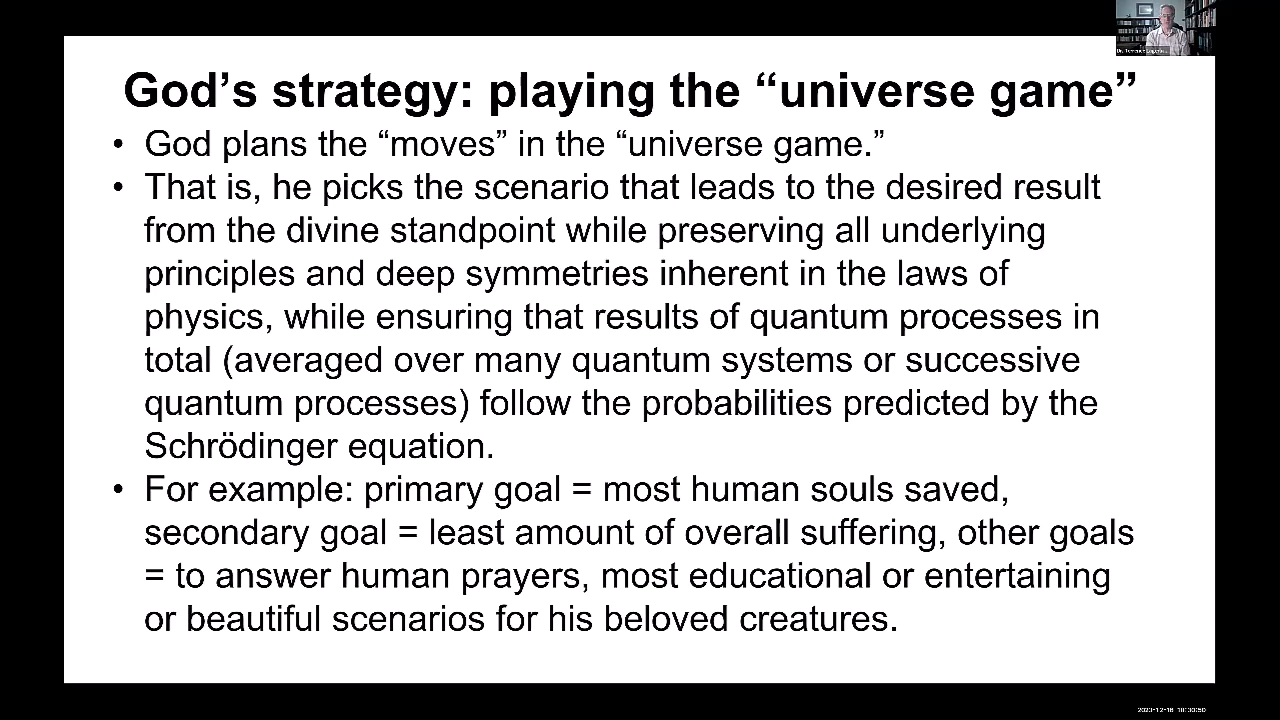 God’s strategy: playing the “universe game”
• God plans the “moves” in the “universe game.”
• That is, he picks the scenario that leads to the desired result
from the divine standpoint while preserving all underlying
principles and deep symmetries inherent in the laws of
physics, while ensuring that results of quantum processes in
total (averaged over many quantum systems or successive
quantum processes) follow the probabilities predicted by the
Schrödinger equation.
• For example: primary goal = most human souls saved,
secondary goal = least amount of overall suffering, other goals
= to answer human prayers, most educational or entertaining
or beautiful scenarios for his beloved creatures.
Dr. Terrence